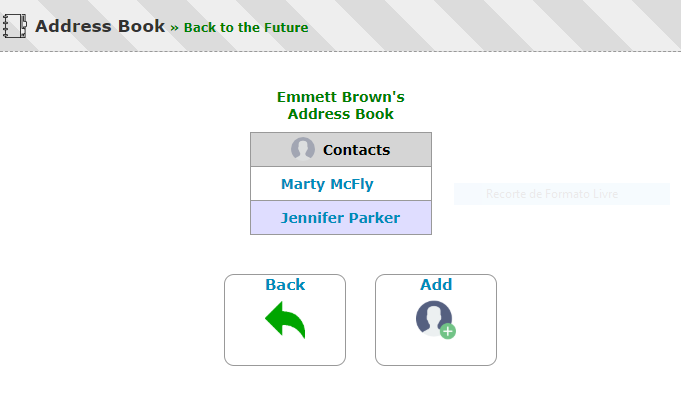 Address Book » Back to the Future
Emmett Brown's
Address Book
Contacts
Marty McFly
Recorte de Formato Livre
Jennifer Parker
Back
Add